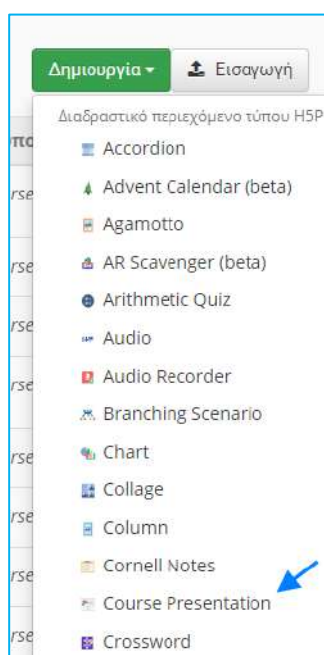 Δημιουργία
Εισαγωγή
Διαδραστικό περιεχόμενο τύπου H5P
Accordion
Advent Calendar (beta)
Agamotto
AR Scavenger (beta)
Arithmetic Quiz
Audio
Audio Recorder
Branching Scenario
Chart
Collage
Column
Cornell Notes
Course Presentation
Crossword